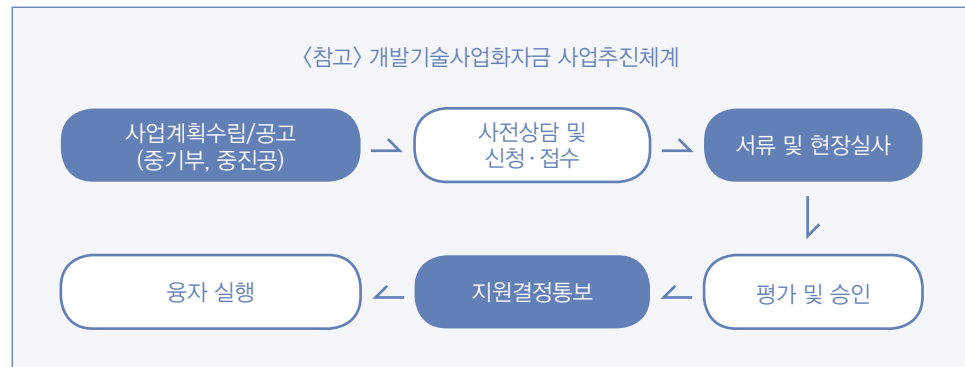 〈참고〉 개발기술사업화자금 사업추진체계
사업계획수립/공고
(중기부, 중진공)
사전상담 및
신청·접수
서류 및 현장실사
평가 및 승인
지원결정통보
융자 실행